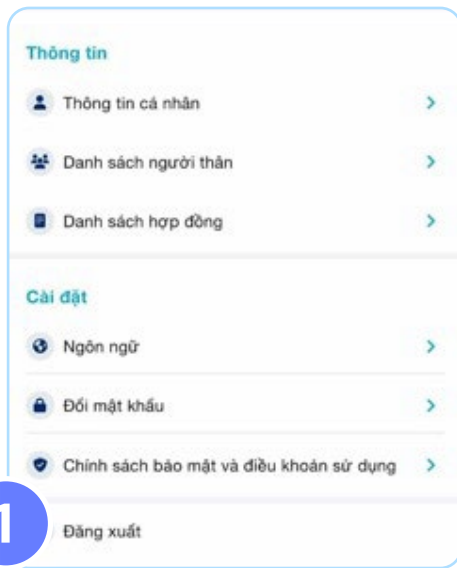 Thông tin
Thông tin cá nhân
Danh sách người thân
Danh sách hợp đồng
Cài đặt
Ngôn ngữ
Đổi mật khẩu
Chính sách bảo mật và điều khoản sử dụng
1
Đăng xuất